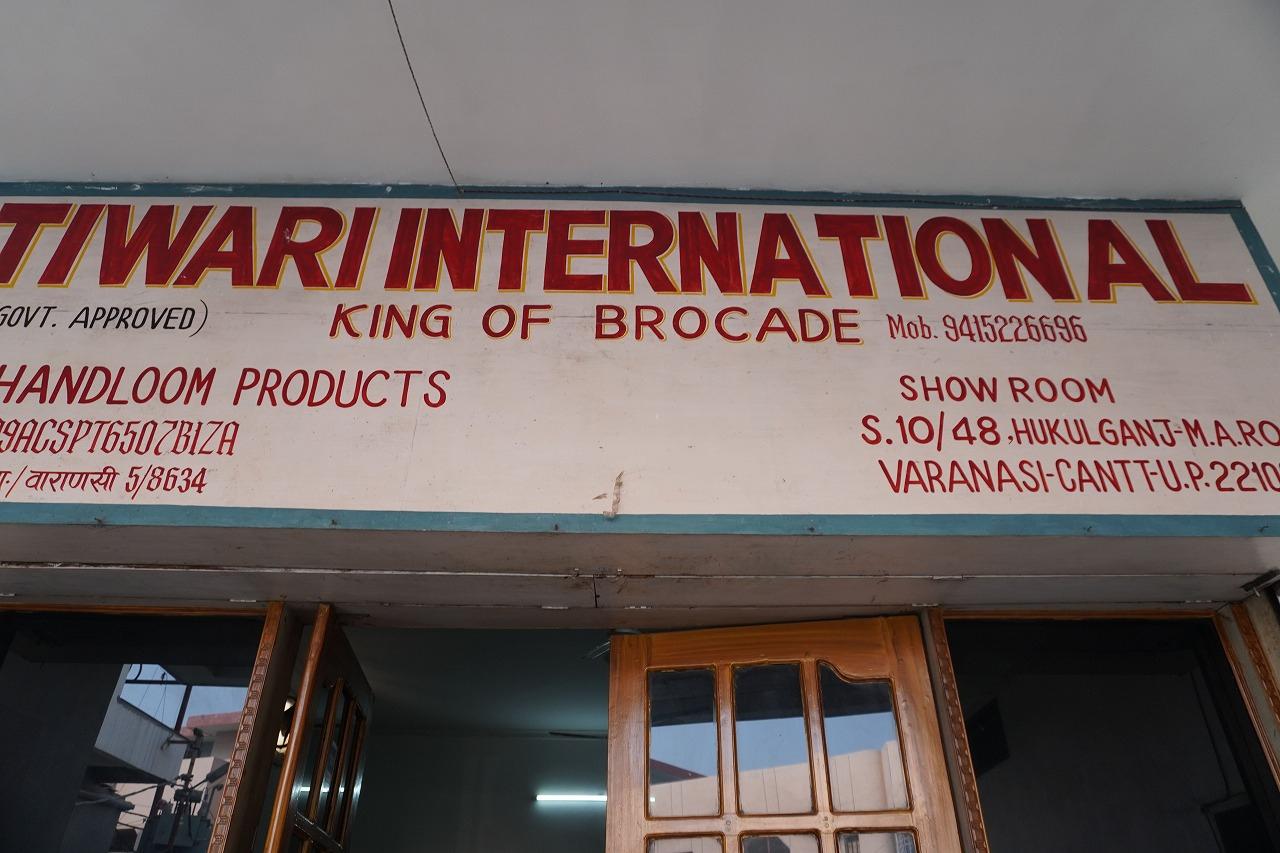 TIWARI INTERNATIONAL
GOVT. APPROVED)
KING OF BROCADE
Mob. 9415226696
HANDLOOM PRODUCTS
9ACSPT6507B1ZA
वाराणसी 5/8634
SHOW ROOM
S.10/48, HUKULGANJ-M.A.RO
VARANASI-CANTT-U.P. 2210